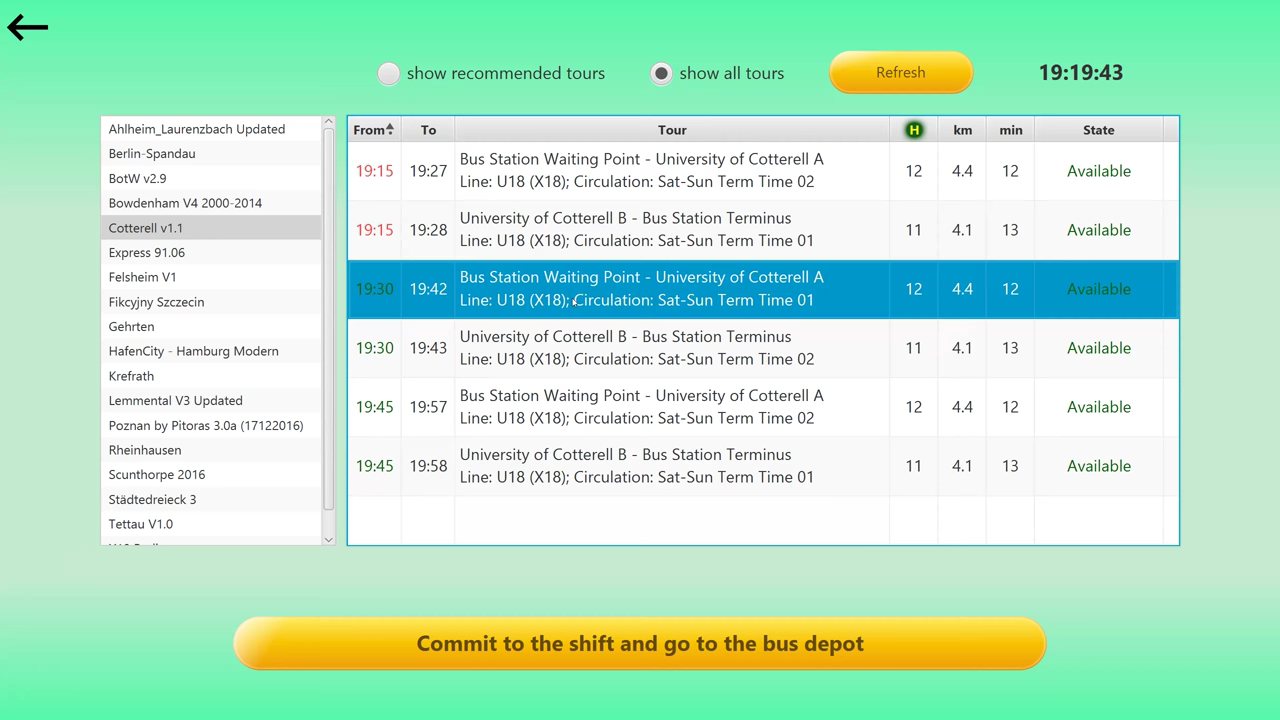 show recommended tours
show all tours
Refresh
19:19:43
Ahlheim_Laurenzbach Updated
Berlin-Spandau
BotW v2.9
Bowdenham V4 2000-2014
Cotterell v1.1
Express 91.06
Felsheim V1
Fikcyjny Szczecin
Gehrten
HafenCity - Hamburg Modern
Krefrath
Lemmental V3 Updated
Poznan by Pitoras 3.0a (17122016)
Rheinhausen
Scunthorpe 2016
Städtedreieck 3
Tettau V1.0
From To Tour H km min State
19:15 19:27 Bus Station Waiting Point - University of Cotterell A 12 4.4 12 Available
Line: U18 (X18); Circulation: Sat-Sun Term Time 02
19:15 19:28 University of Cotterell B - Bus Station Terminus 11 4.1 13 Available
Line: U18 (X18); Circulation: Sat-Sun Term Time 01
19:30 19:42 Bus Station Waiting Point - University of Cotterell A 12 4.4 12 Available
Line: U18 (X18); Circulation: Sat-Sun Term Time 01
19:30 19:43 University of Cotterell B - Bus Station Terminus 11 4.1 13 Available
Line: U18 (X18); Circulation: Sat-Sun Term Time 02
19:45 19:57 Bus Station Waiting Point - University of Cotterell A 12 4.4 12 Available
Line: U18 (X18); Circulation: Sat-Sun Term Time 02
19:45 19:58 University of Cotterell B - Bus Station Terminus 11 4.1 13 Available
Line: U18 (X18); Circulation: Sat-Sun Term Time 01
Commit to the shift and go to the bus depot